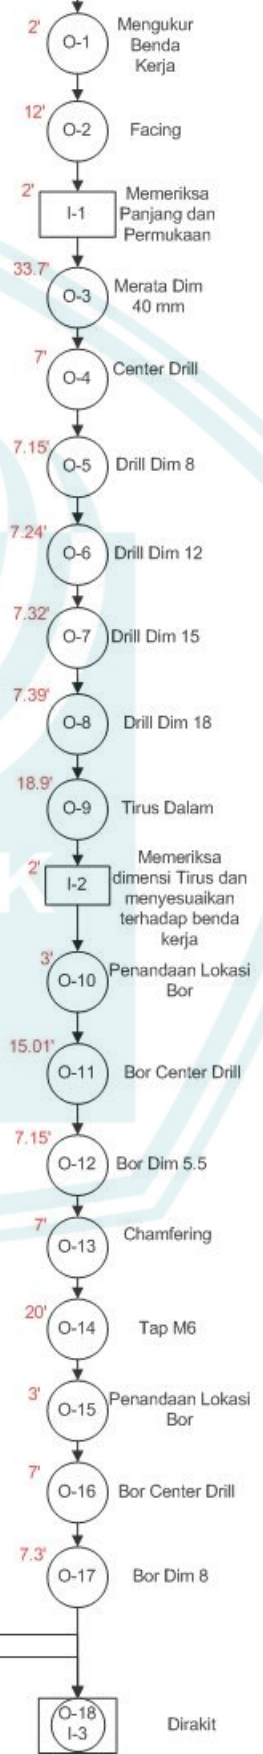 2'
O-1
Mengukur
Benda
Kerja
12'
O-2
Facing
2'
I-1
Memeriksa
Panjang dan
Permukaan
33.7'
O-3
Merata Dim
40 mm
7'
O-4
Center Drill
7.15'
O-5
Drill Dim 8
7.24'
O-6
Drill Dim 12
7.32'
O-7
Drill Dim 15
7.39'
O-8
Drill Dim 18
18.9'
O-9
Tirus Dalam
2'
I-2
Memeriksa
dimensi Tirus dan
menyesuaikan
terhadap benda
kerja
3'
O-10
Penandaan Lokasi
Bor
15.01'
O-11
Bor Center Drill
7.15'
O-12
Bor Dim 5.5
7'
O-13
Chamfering
20'
O-14
Tap M6
3'
O-15
Penandaan Lokasi
Bor
7'
O-16
Bor Center Drill
7.3'
O-17
Bor Dim 8
O-18
I-3
Dirakit
K